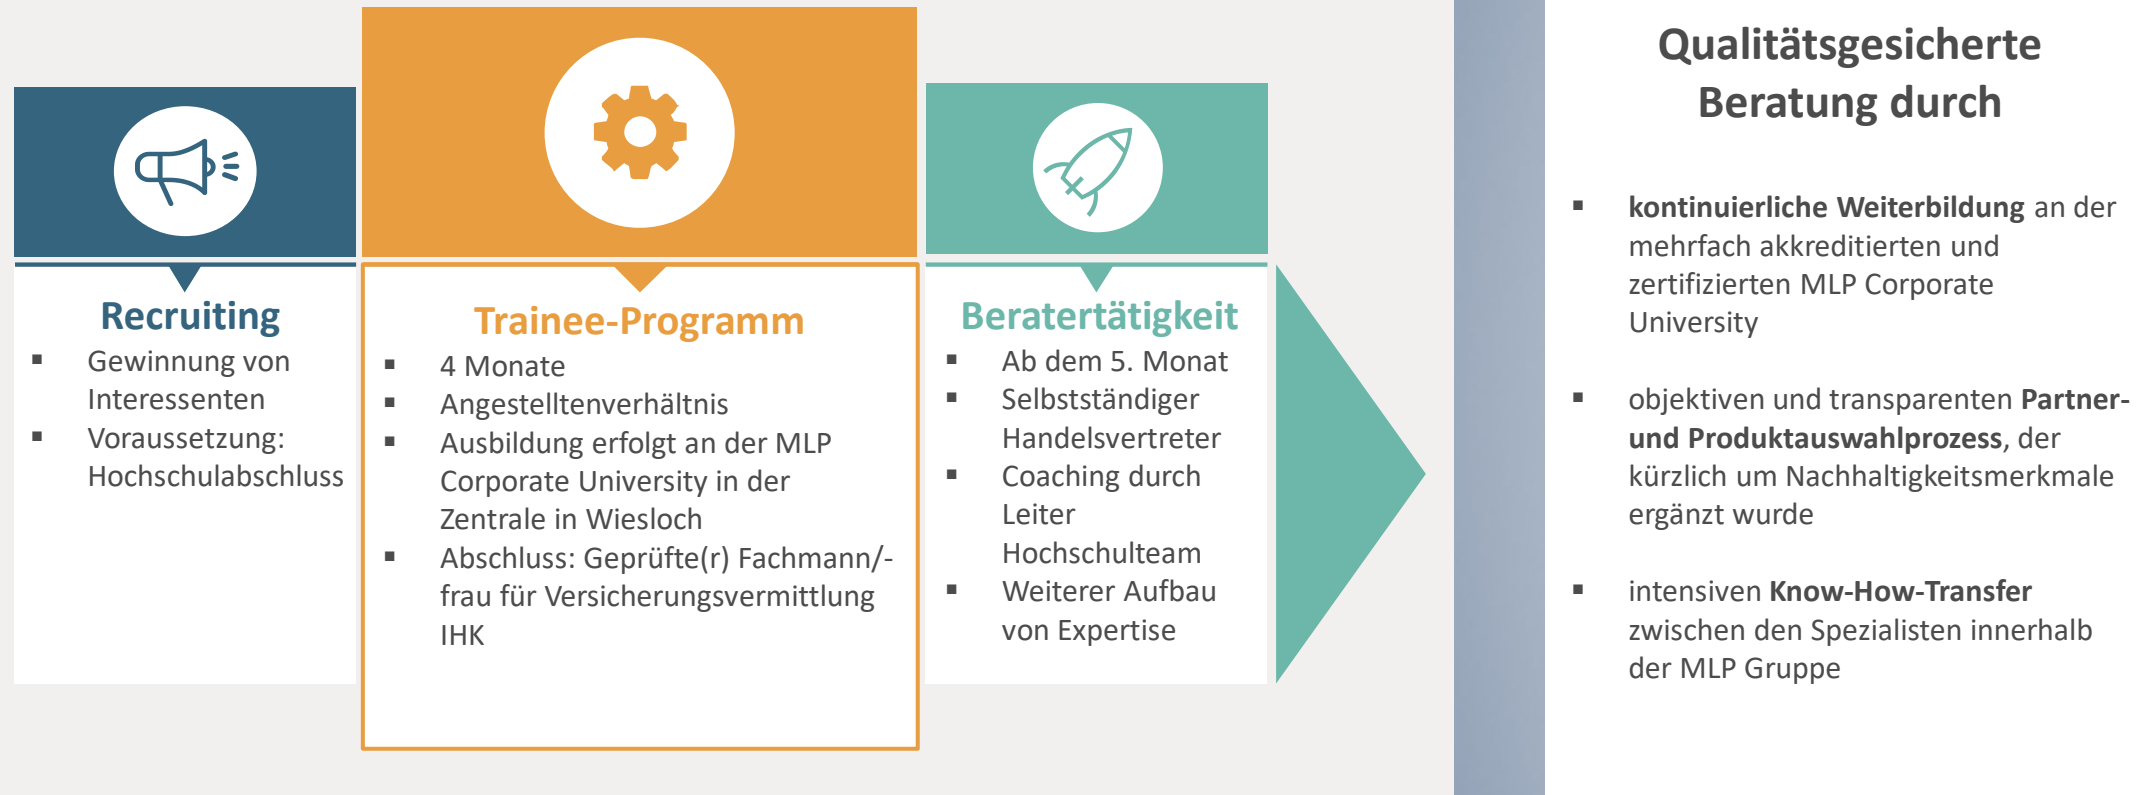 Recruiting
▪ Gewinnung von
Interessenten
▪ Voraussetzung:
Hochschulabschluss
Trainee-Programm
▪ 4 Monate
▪ Angestelltenverhältnis
▪ Ausbildung erfolgt an der MLP
Corporate University in der
Zentrale in Wiesloch
▪ Abschluss: Geprüfte(r) Fachmann/-
frau für Versicherungsvermittlung
IHK
Beratertätigkeit
▪ Ab dem 5. Monat
▪ Selbstständiger
Handelsvertreter
▪ Coaching durch
Leiter
Hochschulteam
▪ Weiterer Aufbau
von Expertise
Qualitätsgesicherte
Beratung durch
▪ kontinuierliche Weiterbildung an der
mehrfach akkreditierten und
zertifizierten MLP Corporate
University
▪ objektiven und transparenten Partner-
und Produktauswahlprozess, der
kürzlich um Nachhaltigkeitsmerkmale
ergänzt wurde
▪ intensiven Know-How-Transfer
zwischen den Spezialisten innerhalb
der MLP Gruppe